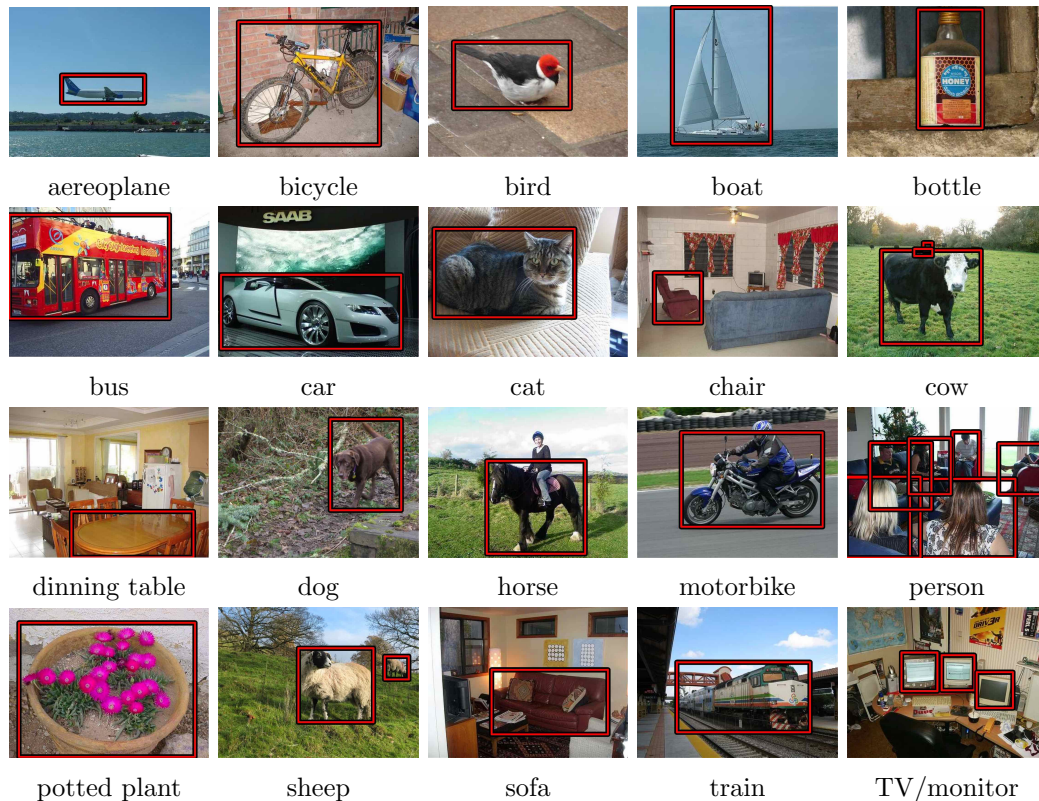 HONEY
aereoplane
bicycle
bird
boat
bottle
SAAB
bus
car
cat
chair
cow
dinning table
dog
horse
motorbike
person
potted plant
sheep
sofa
train
TV/monitor